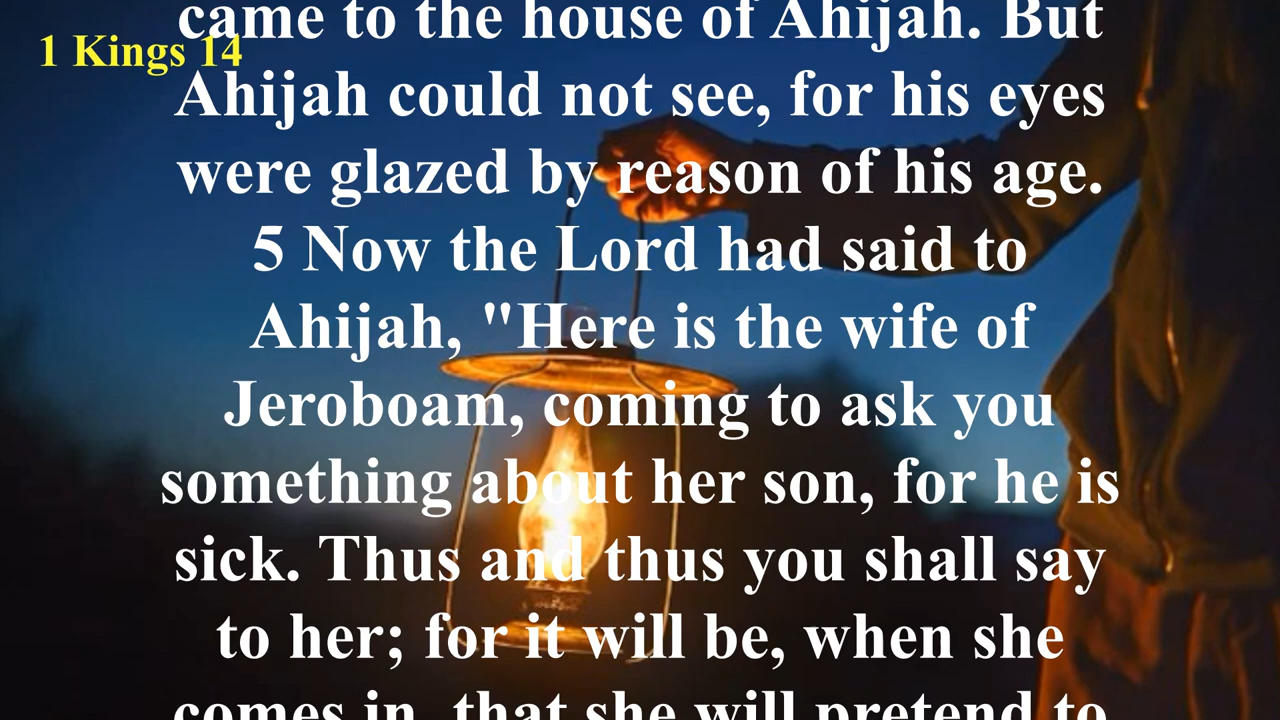 came to the house of Ahijah. But
1 Kings 14
Ahijah could not see, for his eyes
were glazed by reason of his age.
5 Now the Lord had said to
Ahijah, "Here is the wife of
Jeroboam, coming to ask you
something about her son, for he is
sick. Thus and thus you shall say
to her; for it will be, when she
comes in, that she will pretend to